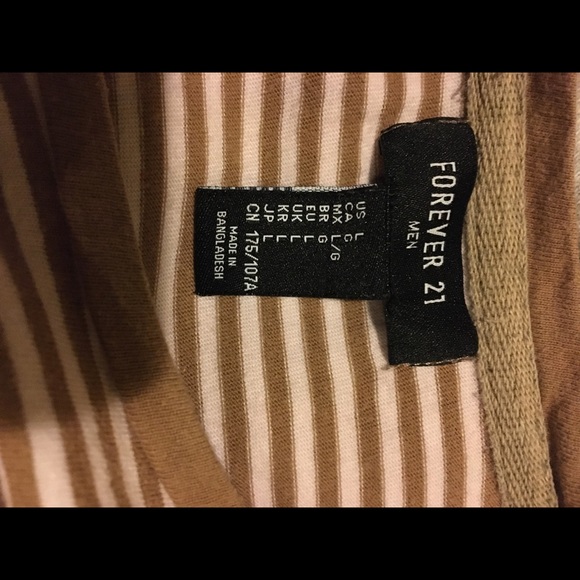 FOREVER 21
MEN
US L
CA G
MX L/G
BR G
EU L
UK L
KR L
JP L
CN 175/107A
MADE IN
BANGLADESH